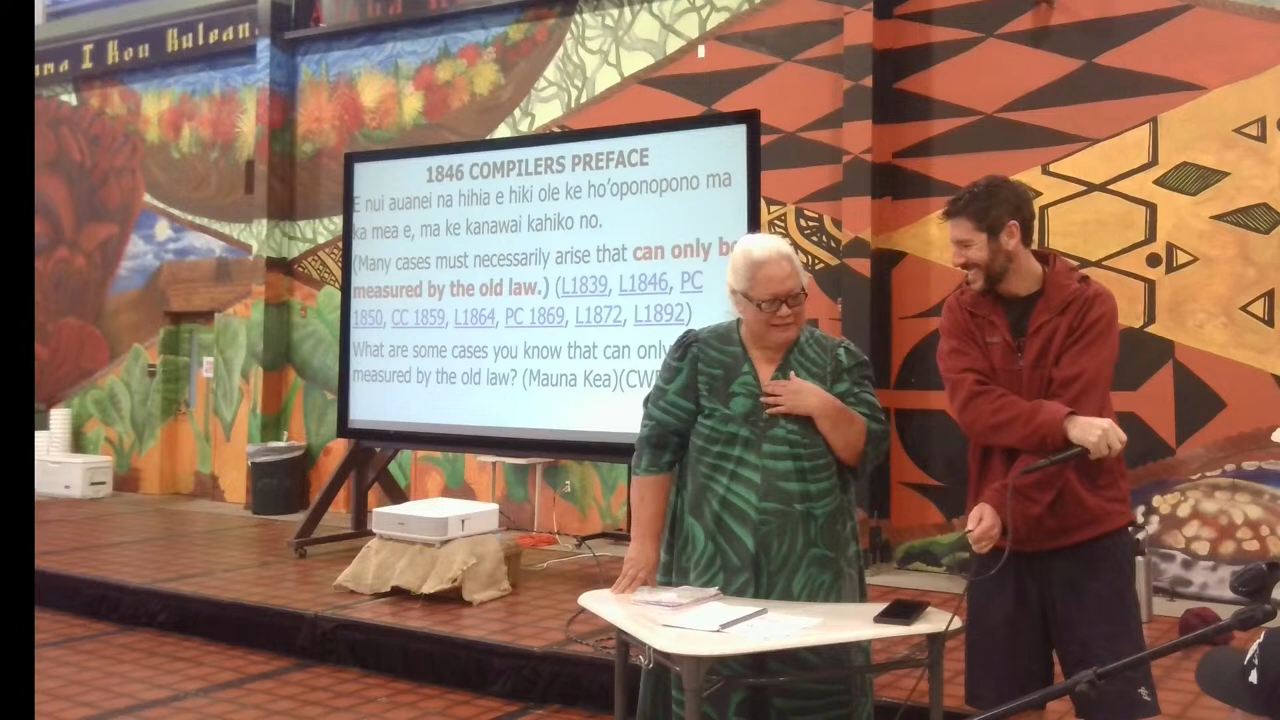 I Kou Kulean
1846 COMPILERS PREFACE
E nui auanei na hihia e hiki ole ke ho’oponopono ma
ka mea e, ma ke kanawai kahiko no.
(Many cases must necessarily arise that can only b
measured by the old law.) (L1839, L1846, PC
1850, CC 1859, L1864, PC 1869, L1872, L1892)
What are some cases you know that can only
measured by the old law? (Mauna Kea)(CW